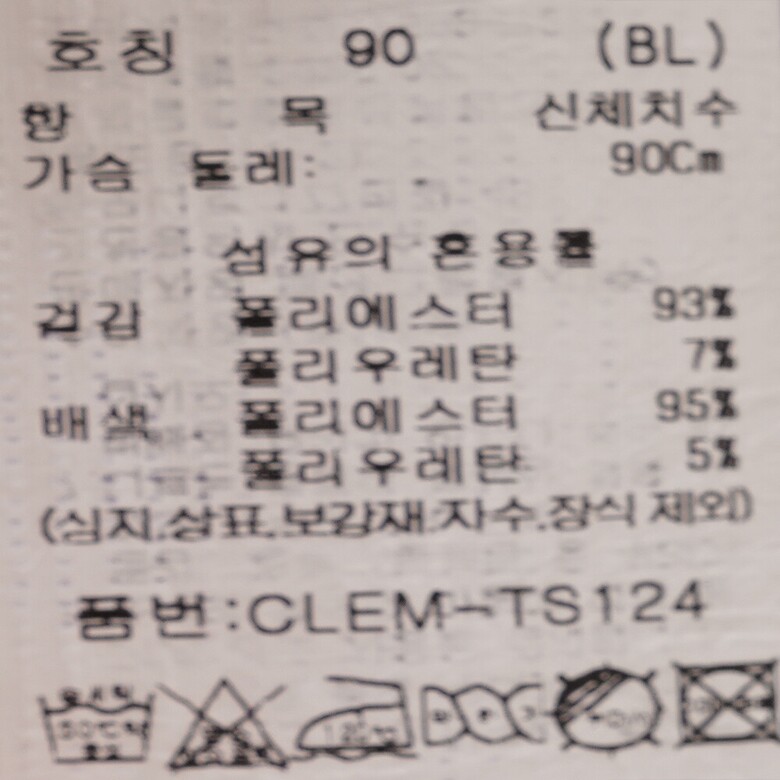 호칭 90 (BL)
항 목 신체치수
가슴 둘레: 90Cm
섬유의 혼용률
겉감 폴리에스터 93%
폴리우레탄 7%
배색 폴리에스터 95%
폴리우레탄 5%
(심지.상표.보강재.자수.장식 제외)
품번:CLEM-TS124